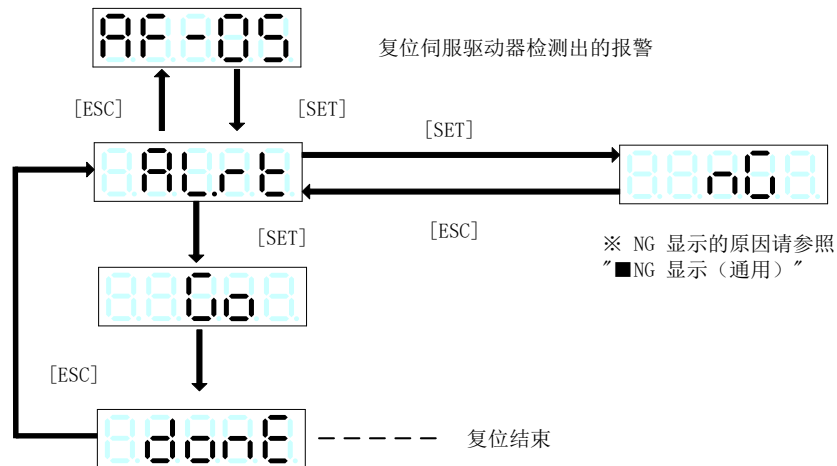 AF-05
复位伺服驱动器检测出的报警
[ESC]
[SET]
[SET]
AL.rt
nG
[SET]
[ESC]
※ NG 显示的原因请参照
"■NG 显示（通用）"
Go
[ESC]
donE
复位结束